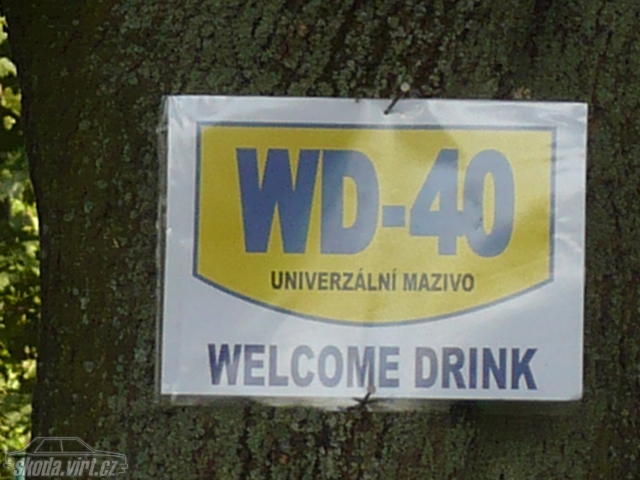 WD-40
UNIVERZÁLNÍ MAZIVO
WELCOME DRINK
skoda.virt.cz